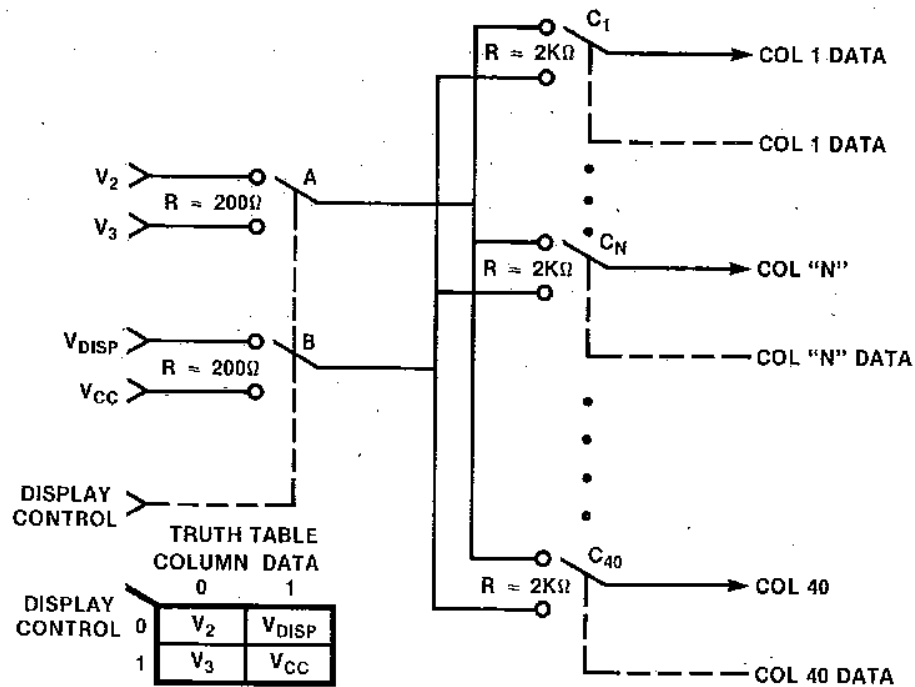 C1
R = 2KΩ
COL 1 DATA
COL 1 DATA
V2
A
R = 200Ω
V3
CN
R = 2KΩ
COL “N”
VDISP
B
R = 200Ω
COL “N” DATA
VCC
DISPLAY
CONTROL
TRUTH TABLE
COLUMN DATA
0 1
DISPLAY
CONTROL 0 V2 VDISP
1 V3 VCC
C40
R = 2KΩ
COL 40
COL 40 DATA